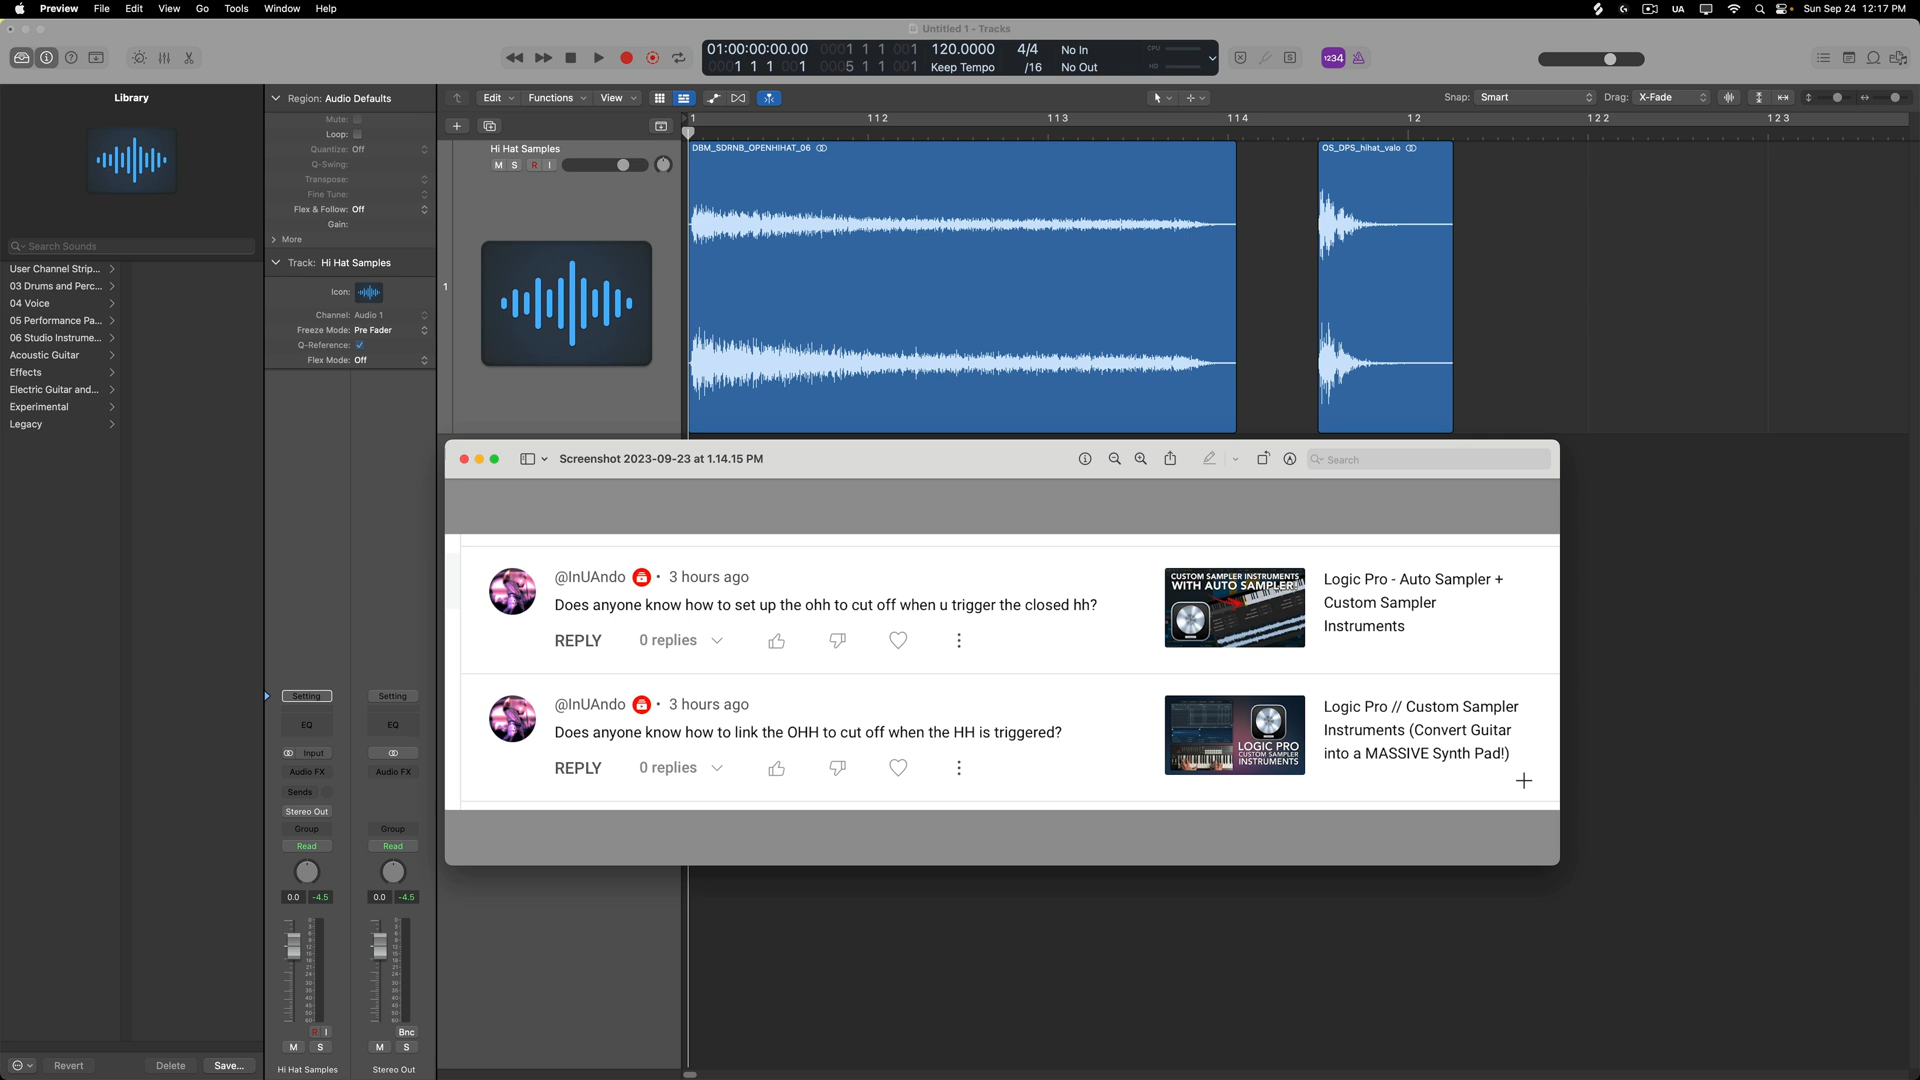 Preview File Edit View Go Tools Window Help
UA Sun Sep 24 12:17 PM
Untitled 1 - Tracks
01:00:00:00.00 0001 1 1 001 120.0000 4/4 No In CPU
0001 1 1 001 0005 1 1 001 Keep Tempo /16 No Out HD
S 1234
Library
Region: Audio Defaults
Edit Functions View
Snap: Smart Drag: X-Fade
Mute:
Loop:
Quantize: Off
Q-Swing:
Transpose:
Fine Tune:
Flex & Follow: Off
Gain:
More
1 1 1 2 1 1 3 1 1 4 1 2 1 2 2 1 2 3
Hi Hat Samples
M S R I
DBM_SDRNB_OPENHIHAT_06
OS_DPS_hihat_valo
1
Search Sounds
User Channel Strip...
03 Drums and Perc...
04 Voice
05 Performance Pa...
06 Studio Instrume...
Acoustic Guitar
Effects
Electric Guitar and...
Experimental
Legacy
Track: Hi Hat Samples
Icon:
Channel: Audio 1
Freeze Mode: Pre Fader
Q-Reference:
Flex Mode: Off
Screenshot 2023-09-23 at 1.14.15 PM
Search
@InUAndo • 3 hours ago
Does anyone know how to set up the ohh to cut off when u trigger the closed hh?
REPLY 0 replies
CUSTOM SAMPLER INSTRUMENTS
WITH AUTO SAMPLER!
Logic Pro - Auto Sampler +
Custom Sampler
Instruments
@InUAndo • 3 hours ago
Does anyone know how to link the OHH to cut off when the HH is triggered?
REPLY 0 replies
LOGIC PRO
CUSTOM SAMPLER
INSTRUMENTS
Logic Pro // Custom Sampler
Instruments (Convert Guitar
into a MASSIVE Synth Pad!)
Setting Setting
EQ EQ
Input
Audio FX Audio FX
Sends
Stereo Out
Group Group
Read Read
0.0 -4.5 0.0 -4.5
R I Bnc
M S M S
Hi Hat Samples Stereo Out
Revert Delete Save...